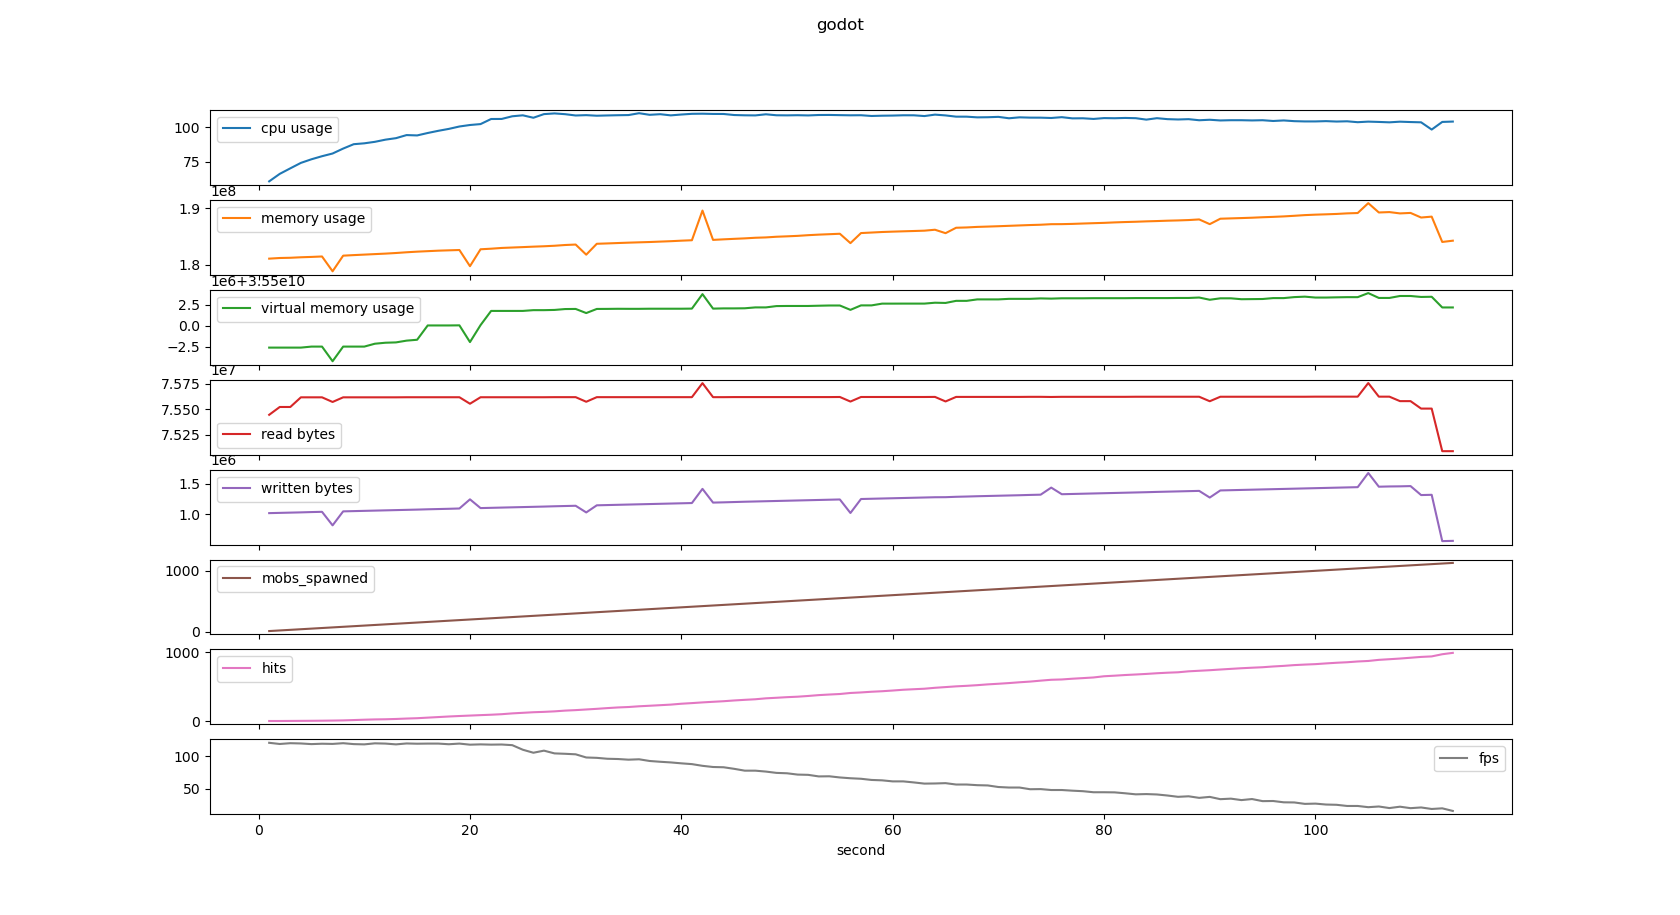 godot
100
75
cpu usage
1e8
1.9
1.8
memory usage
1e6+3.55e10
2.5
0.0
−2.5
virtual memory usage
1e7
7.575
7.550
7.525
read bytes
1e6
1.5
1.0
written bytes
1000
0
mobs_spawned
1000
0
hits
100
50
fps
0 20 40 60 80 100
second